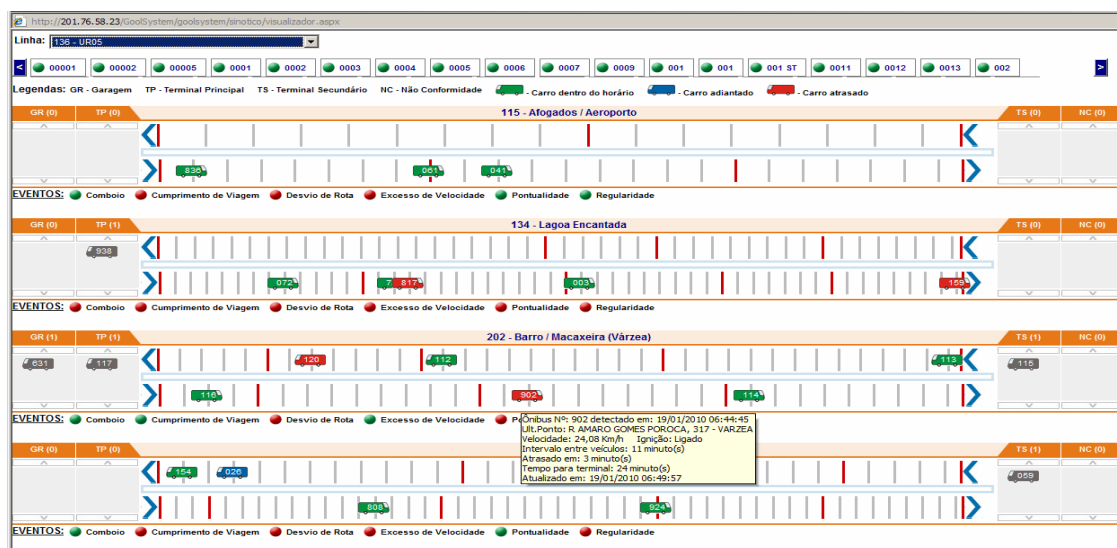 http://201.76.58.23/GoolSystem/goolsystem/sinotico/visualizador.aspx
Linha: 136 - UR05
< 00001 00002 00005 0001 0002 0003 0004 0005 0006 0007 0009 001 001 001 ST 0011 0012 0013 002 >
Legendas: GR - Garagem TP - Terminal Principal TS - Terminal Secundário NC - Não Conformidade - Carro dentro do horário - Carro adiantado - Carro atrasado
GR (0) TP (0) 115 - Afogados / Aeroporto TS (0) NC (0)
836 061 041
EVENTOS: Comboio Cumprimento de Viagem Desvio de Rota Excesso de Velocidade Pontualidade Regularidade
GR (0) TP (1) 134 - Lagoa Encantada TS (0) NC (0)
938
072 7 817 003 159
EVENTOS: Comboio Cumprimento de Viagem Desvio de Rota Excesso de Velocidade Pontualidade Regularidade
GR (1) TP (1) 202 - Barro / Macaxeira (Várzea) TS (1) NC (0)
631 117 120 112 113 115
116 902 114
EVENTOS: Comboio Cumprimento de Viagem Desvio de Rota Excesso de Velocidade
Ônibus Nº: 902 detectado em: 19/01/2010 06:44:45
Ult.Ponto: R AMARO GOMES POROCA, 317 - VARZEA
Velocidade: 24,08 Km/h Ignição: Ligado
Intervalo entre veículos: 11 minuto(s)
Atrasado em: 3 minuto(s)
Tempo para terminal: 24 minuto(s)
Atualizado em: 19/01/2010 06:49:57
GR (0) TP (0) TS (1) NC (0)
154 026 059
808 924
EVENTOS: Comboio Cumprimento de Viagem Desvio de Rota Excesso de Velocidade Pontualidade Regularidade